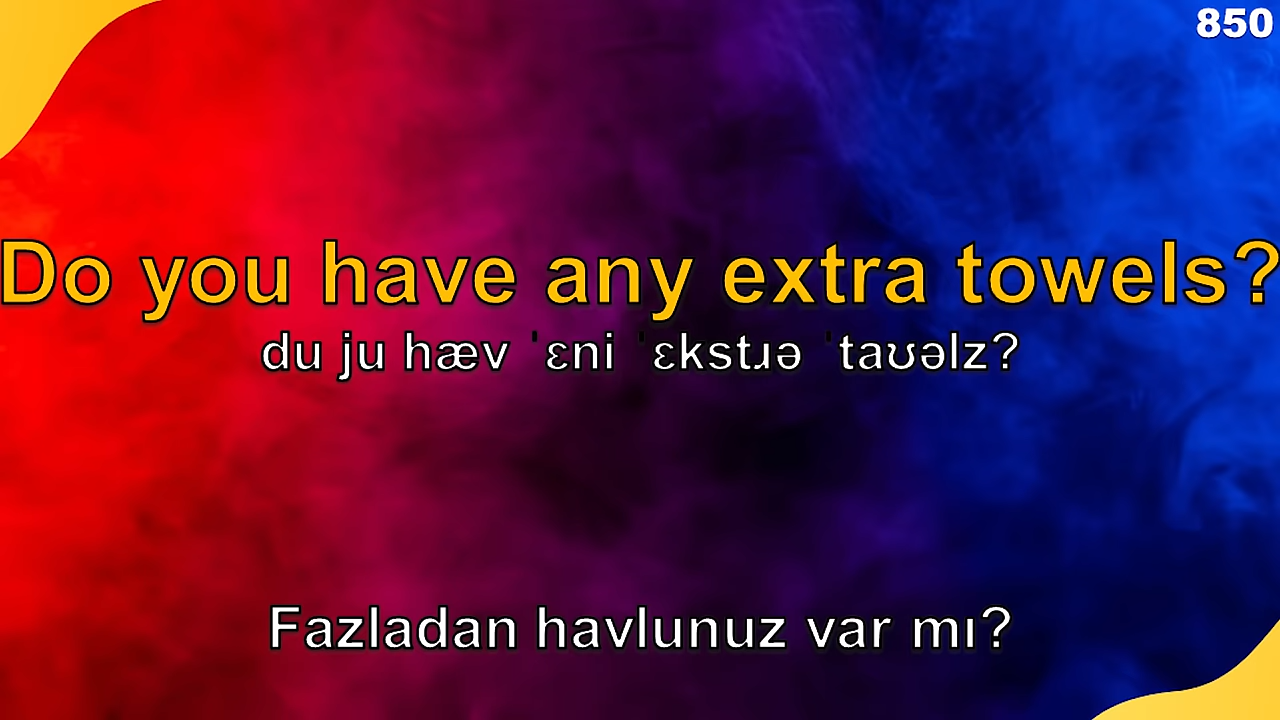 850
Do you have any extra towels?
du ju hæv ˈɛni ˈɛkstɹə ˈtaʊəlz?
Fazladan havlunuz var mı?